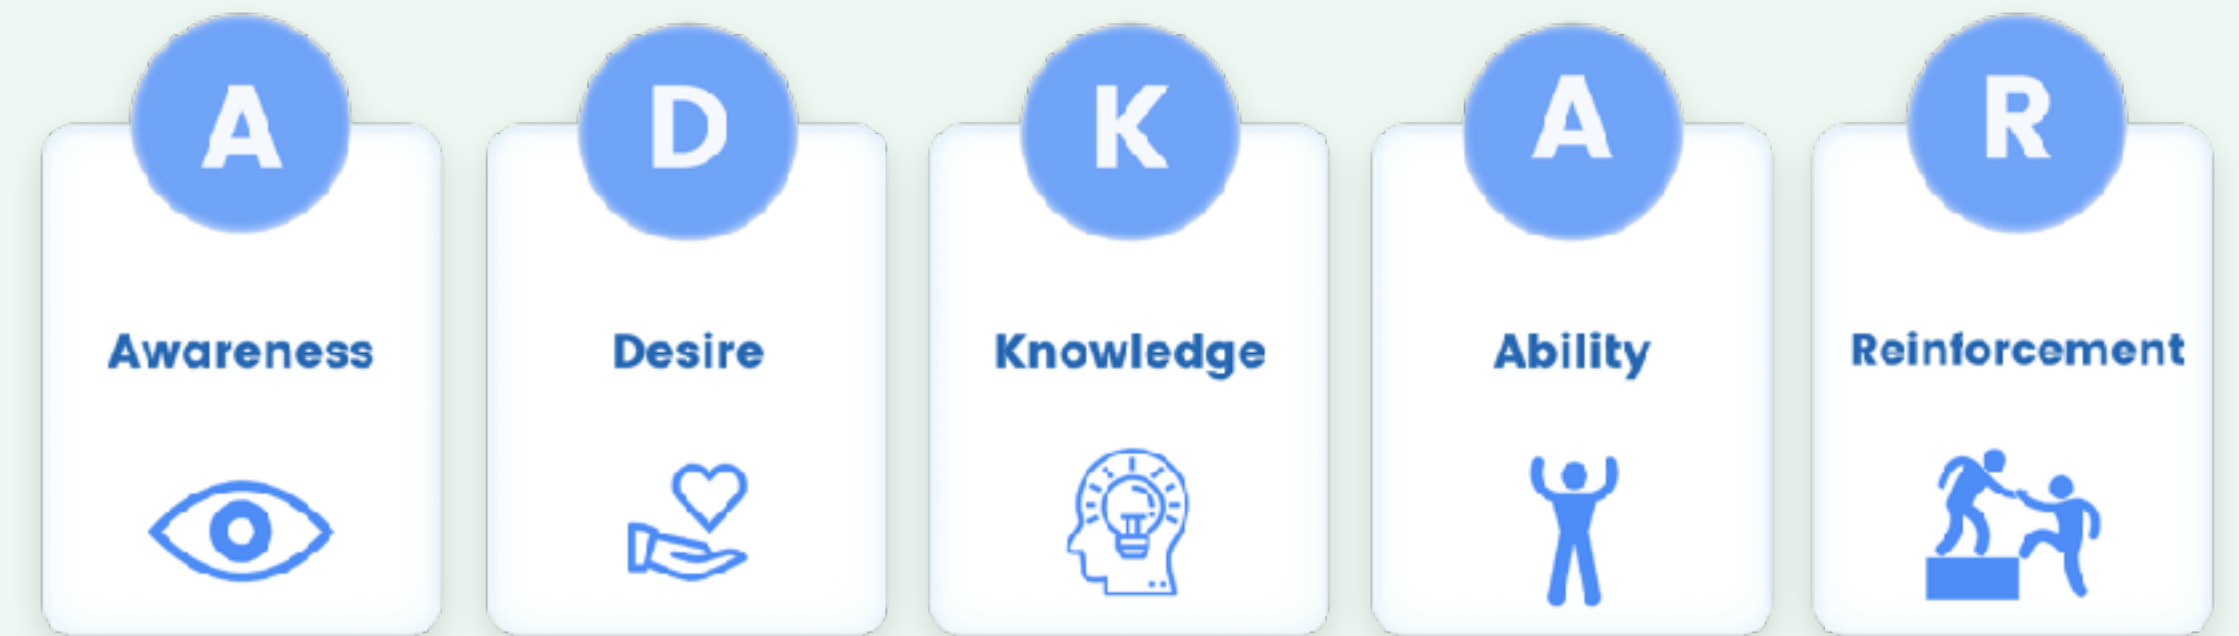 A
D
K
A
R
Awareness
Desire
Knowledge
Ability
Reinforcement